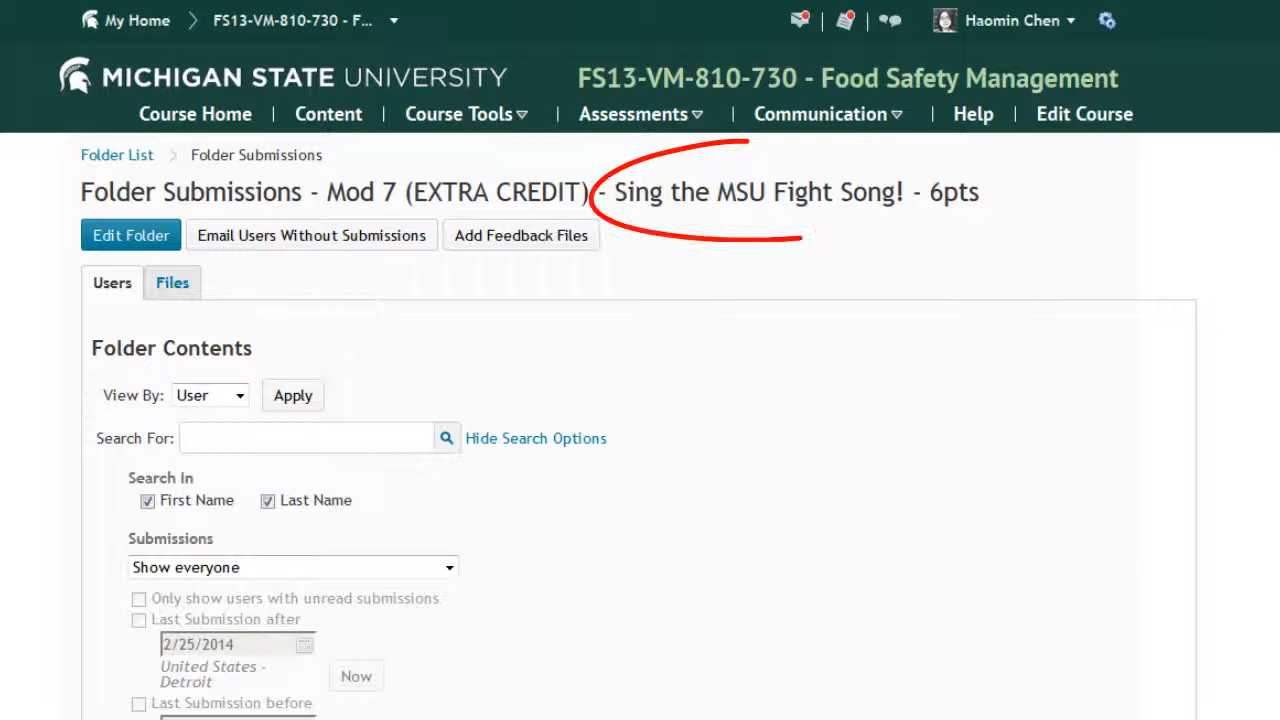 My Home FS13-VM-810-730 - F... Haomin Chen
MICHIGAN STATE UNIVERSITY FS13-VM-810-730 - Food Safety Management
Course Home | Content | Course Tools | Assessments | Communication | Help | Edit Course
Folder List Folder Submissions
Folder Submissions - Mod 7 (EXTRA CREDIT) - Sing the MSU Fight Song! - 6pts
Edit Folder Email Users Without Submissions Add Feedback Files
Users Files
Folder Contents
View By: User Apply
Search For: Hide Search Options
Search In
First Name Last Name
Submissions
Show everyone
Only show users with unread submissions
Last Submission after
2/25/2014
United States -
Detroit
Now
Last Submission before